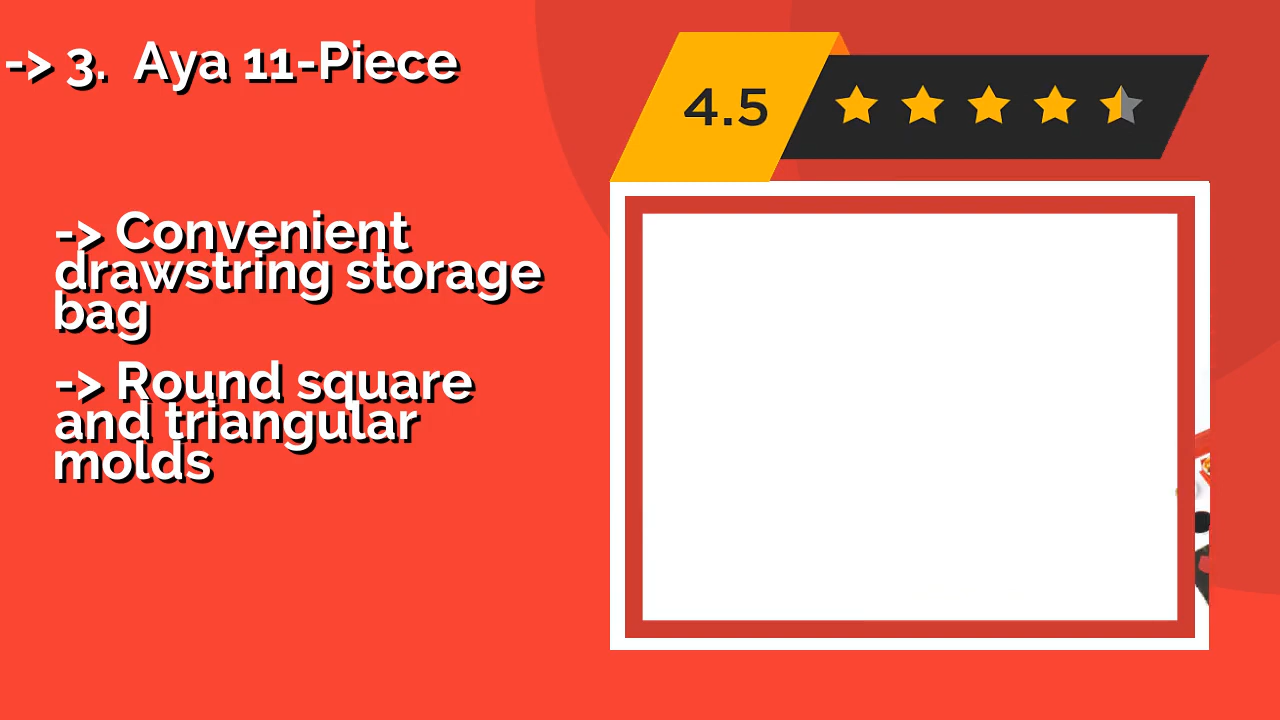 -> 3.  Aya 11-Piece
4.5
-> Convenient
drawstring storage
bag
-> Round square
and triangular
molds